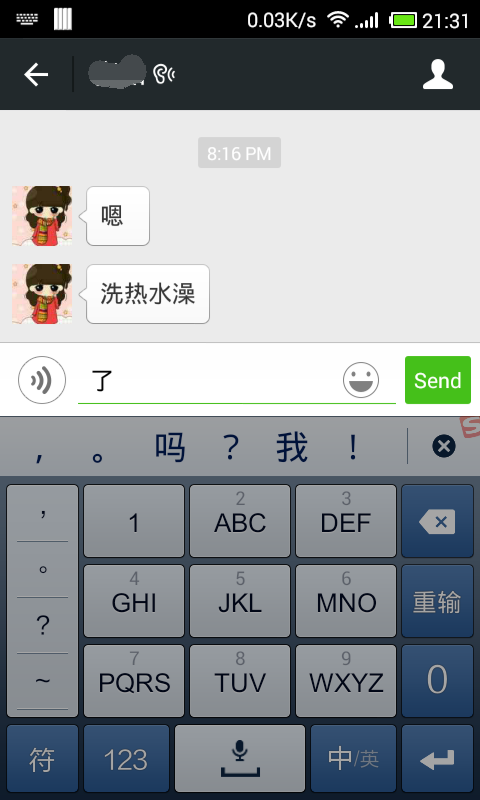 0.03K/s 21:31
8:16 PM
嗯
洗热水澡
了 Send
， 。 吗 ？ 我 ！
， 1 2 ABC 3 DEF
。 4 GHI 5 JKL 6 MNO 重输
？ 7 PQRS 8 TUV 9 WXYZ 0
~
符 123 中/英